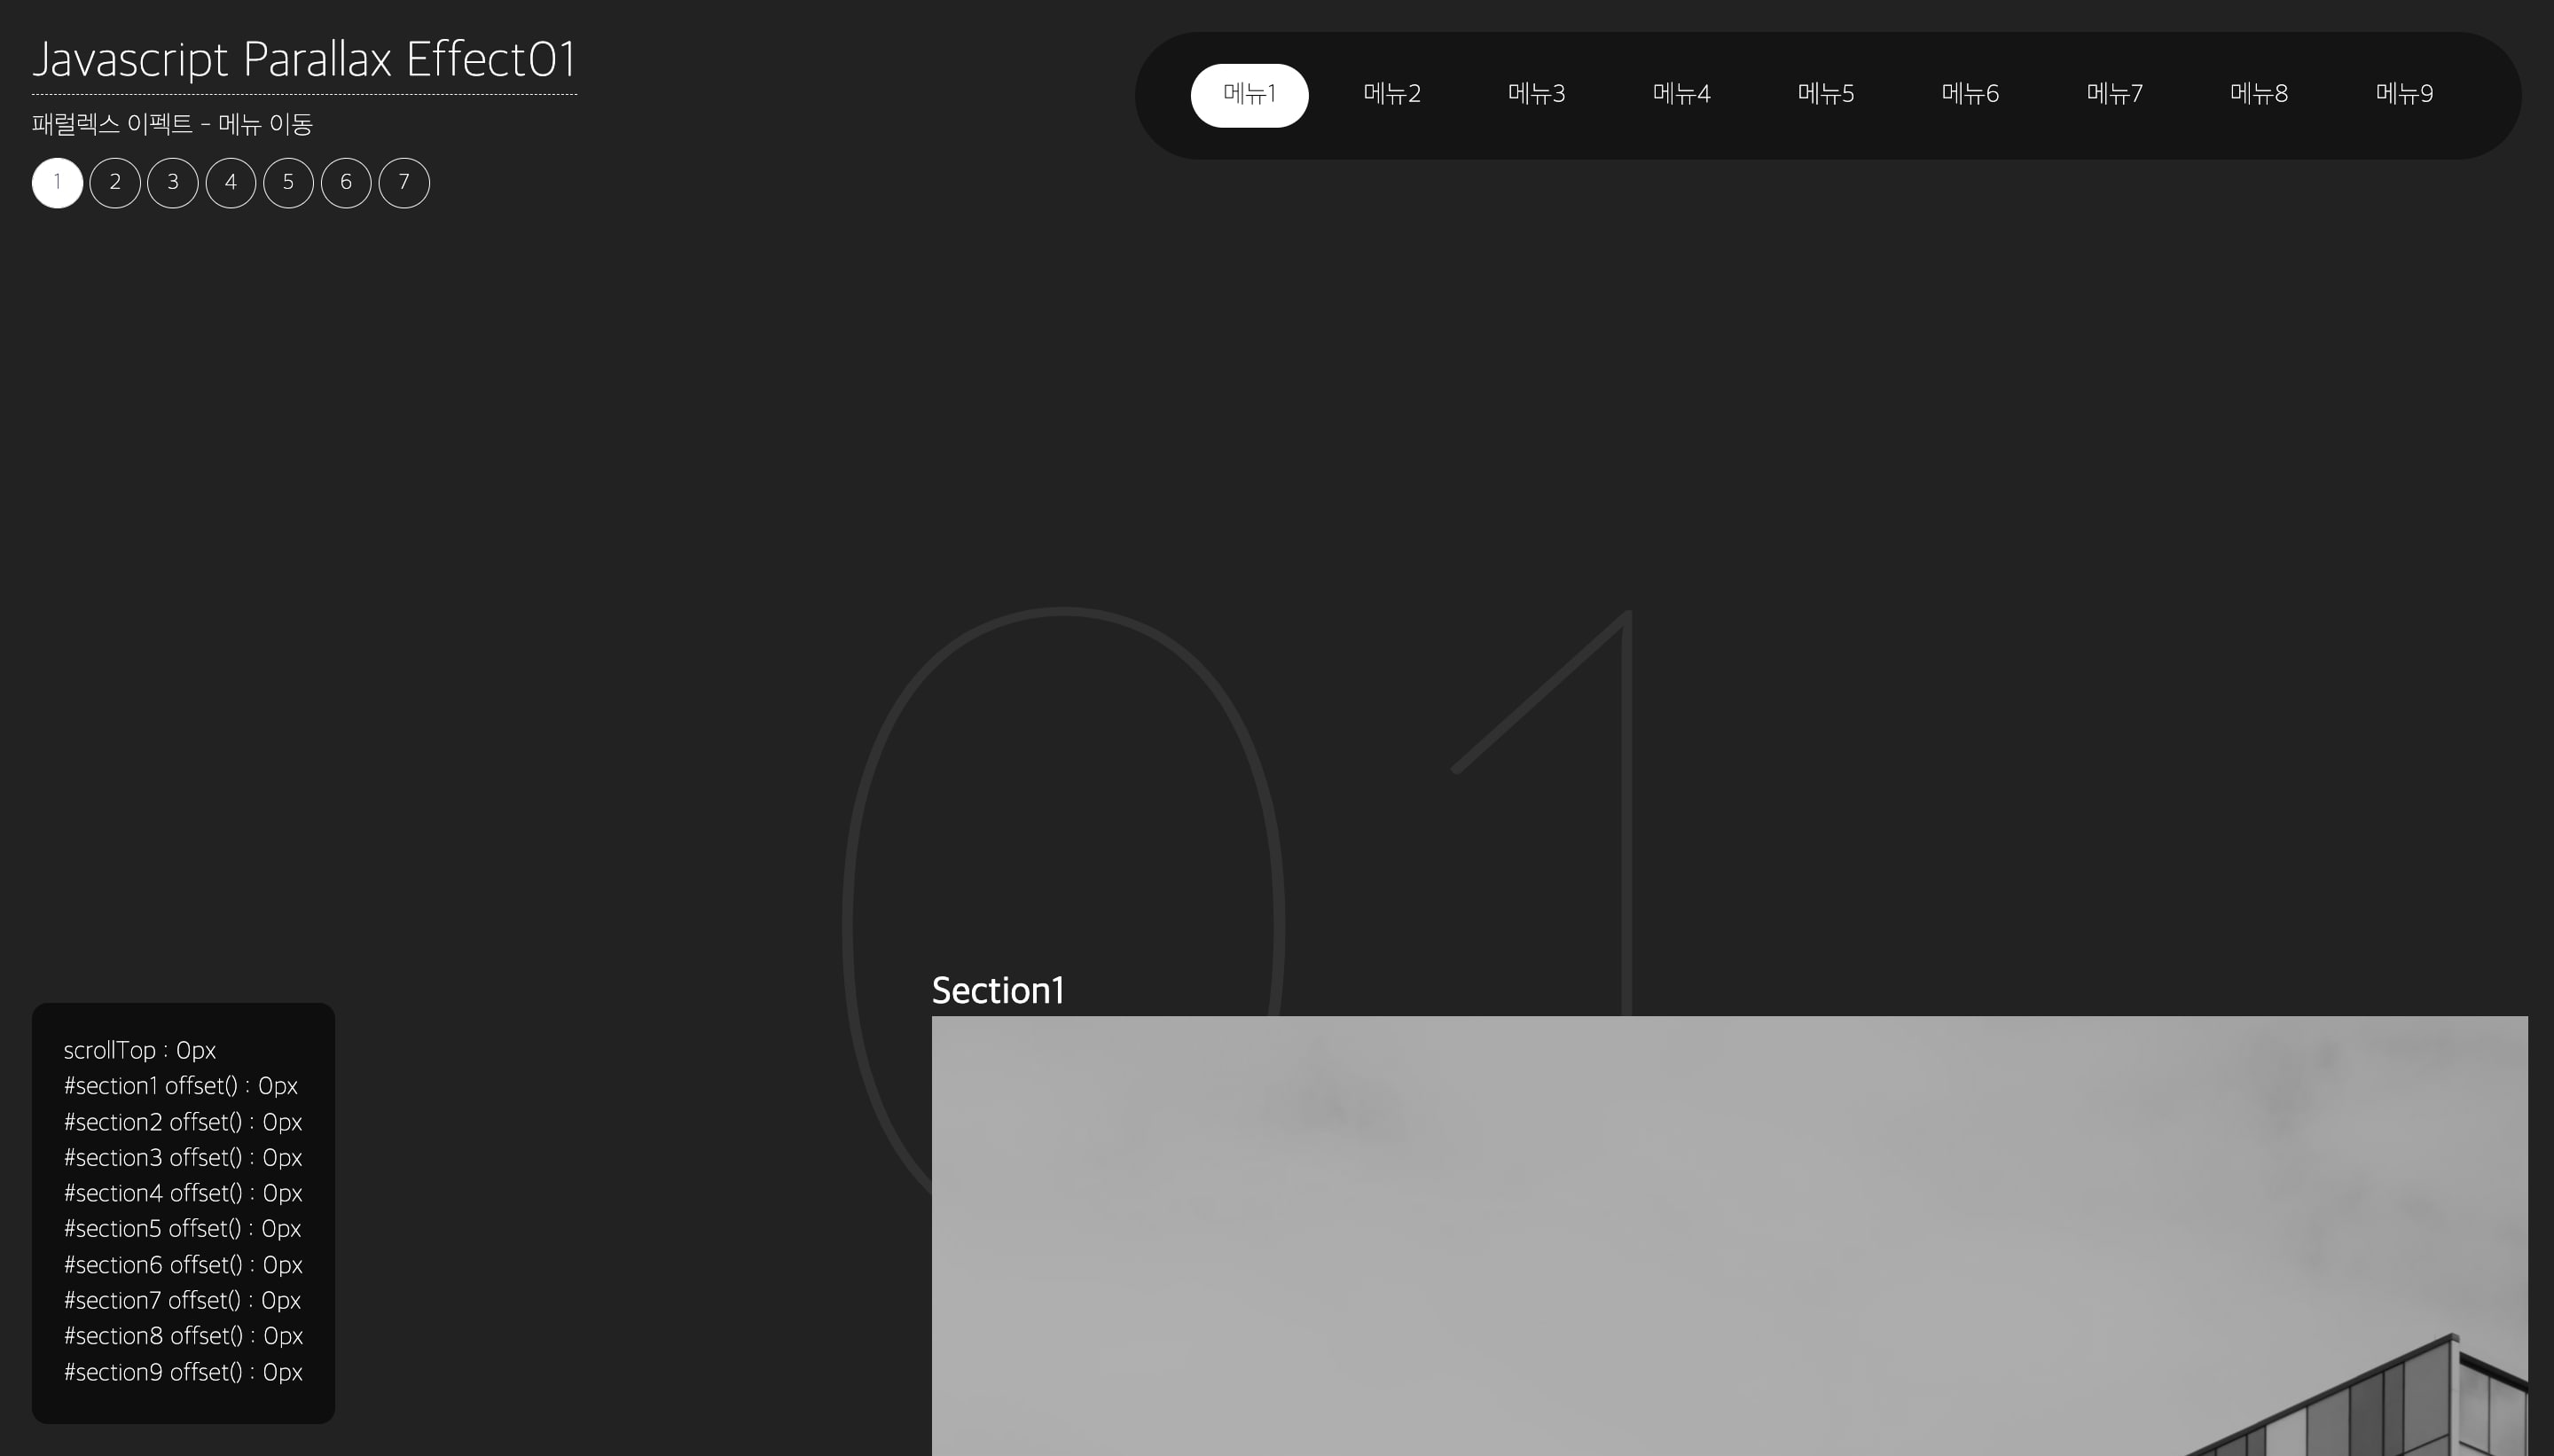 Javascript Parallax Effect01
패럴렉스 이펙트 - 메뉴 이동
1 2 3 4 5 6 7
메뉴1 메뉴2 메뉴3 메뉴4 메뉴5 메뉴6 메뉴7 메뉴8 메뉴9
01
Section1
scrollTop : 0px
#section1 offset() : 0px
#section2 offset() : 0px
#section3 offset() : 0px
#section4 offset() : 0px
#section5 offset() : 0px
#section6 offset() : 0px
#section7 offset() : 0px
#section8 offset() : 0px
#section9 offset() : 0px